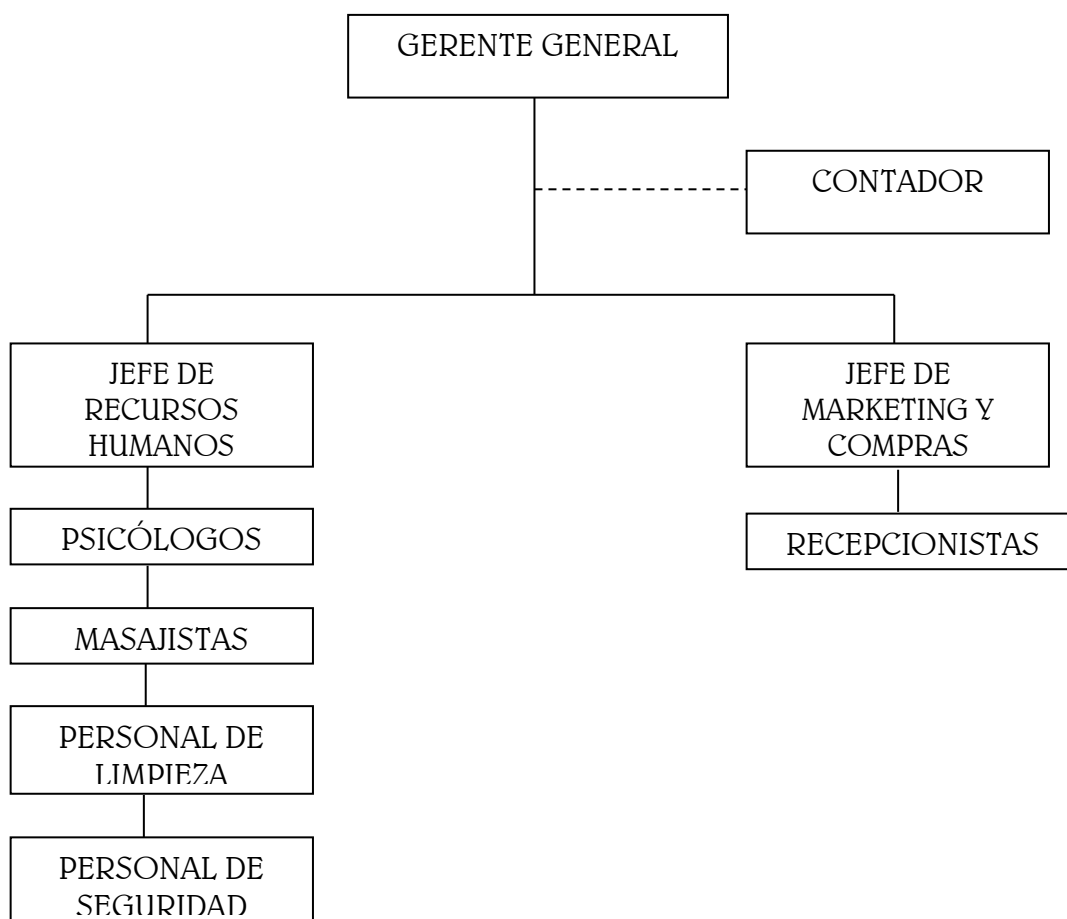 GERENTE GENERAL
CONTADOR
JEFE DE
RECURSOS
HUMANOS
JEFE DE
MARKETING Y
COMPRAS
PSICÓLOGOS
RECEPCIONISTAS
MASAJISTAS
PERSONAL DE
LIMPIEZA
PERSONAL DE
SEGURIDAD